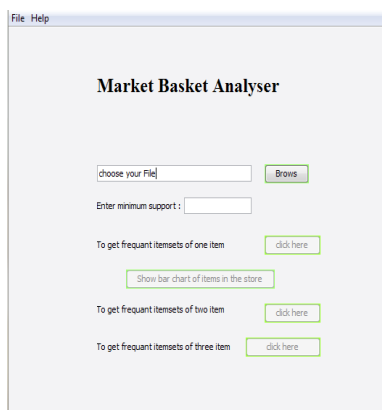 File Help
Market Basket Analyser
choose your File Brows
Enter minimum support :
To get frequant itemsets of one item click here
Show bar chart of items in the store
To get frequant itemsets of two item click here
To get frequant itemsets of three item click here